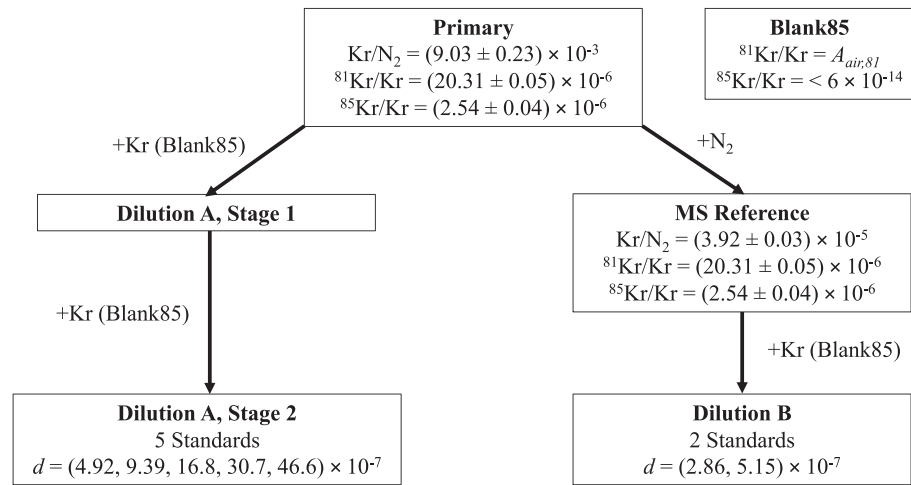 Primary
Kr/N₂ = (9.03 ± 0.23) × 10⁻³
⁸¹Kr/Kr = (20.31 ± 0.05) × 10⁻⁶
⁸⁵Kr/Kr = (2.54 ± 0.04) × 10⁻⁶
Blank85
⁸¹Kr/Kr = A_air,81
⁸⁵Kr/Kr = < 6 × 10⁻¹⁴
+Kr (Blank85)
+N₂
Dilution A, Stage 1
MS Reference
Kr/N₂ = (3.92 ± 0.03) × 10⁻⁵
⁸¹Kr/Kr = (20.31 ± 0.05) × 10⁻⁶
⁸⁵Kr/Kr = (2.54 ± 0.04) × 10⁻⁶
+Kr (Blank85)
+Kr (Blank85)
Dilution A, Stage 2
5 Standards
d = (4.92, 9.39, 16.8, 30.7, 46.6) × 10⁻⁷
Dilution B
2 Standards
d = (2.86, 5.15) × 10⁻⁷